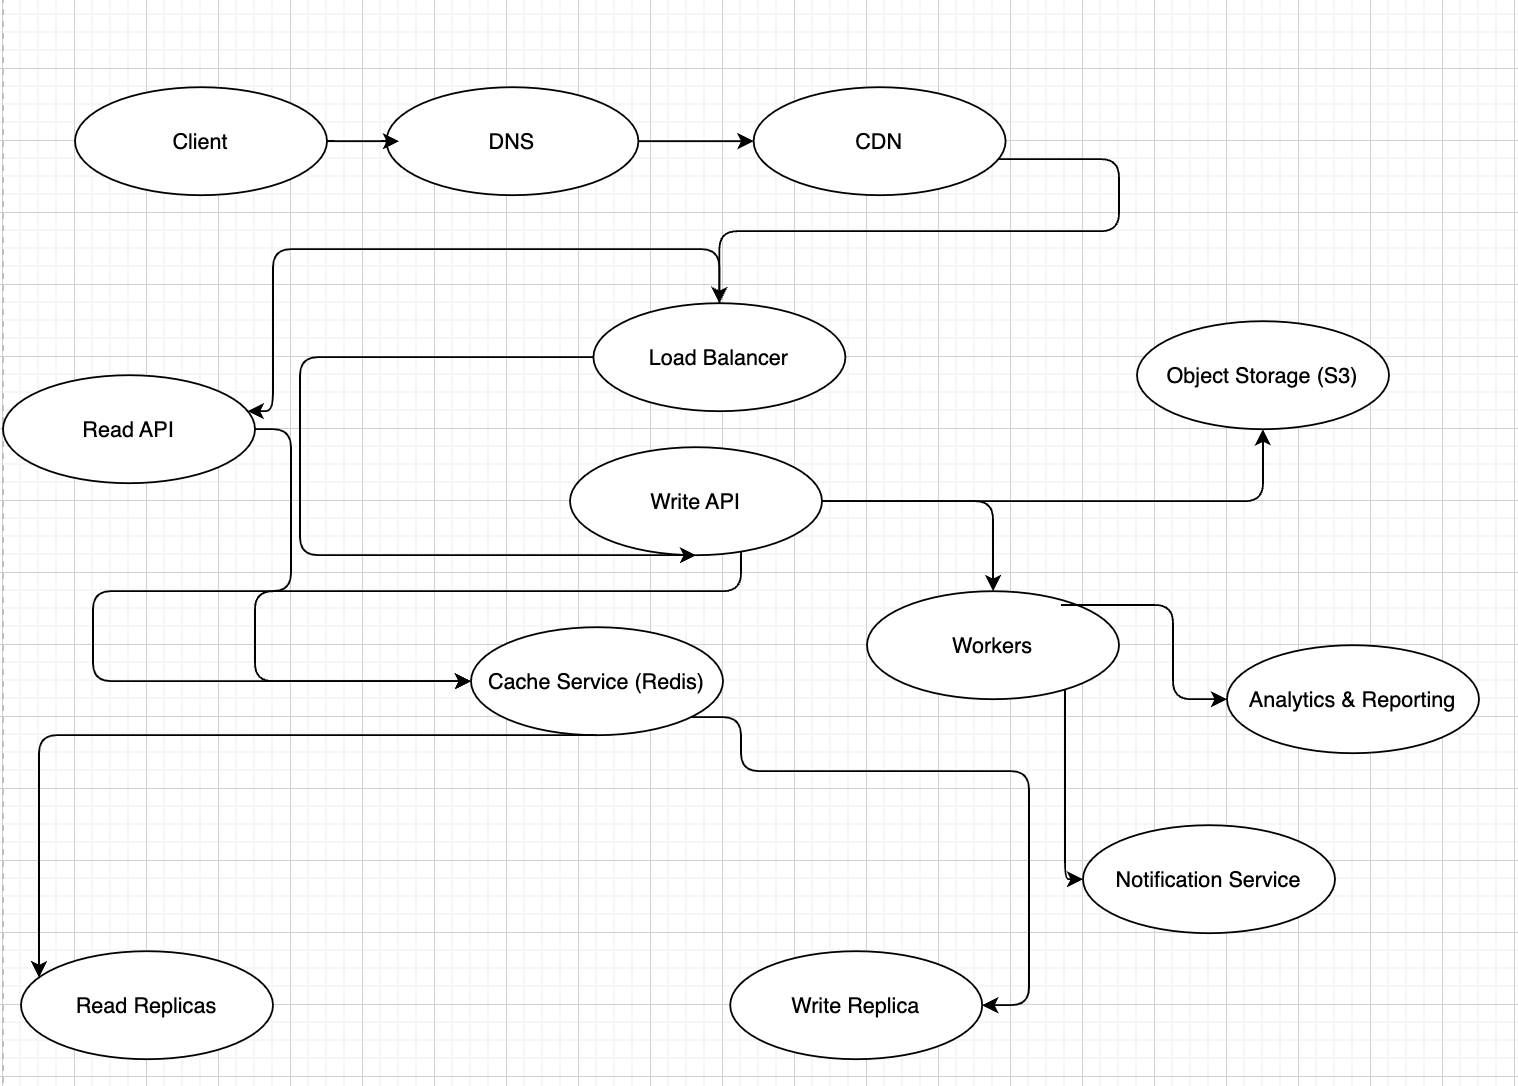 Client
DNS
CDN
Load Balancer
Object Storage (S3)
Read API
Write API
Workers
Cache Service (Redis)
Analytics & Reporting
Notification Service
Read Replicas
Write Replica